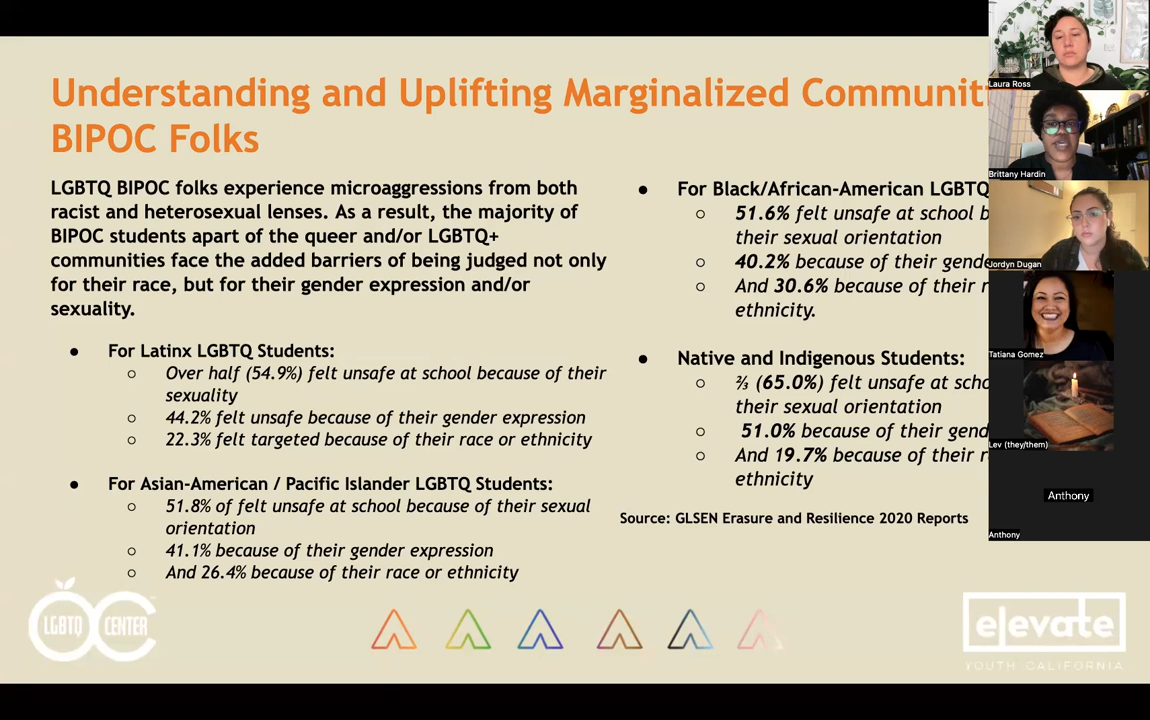 Understanding and Uplifting Marginalized Communit
BIPOC Folks
LGBTQ BIPOC folks experience microaggressions from both
racist and heterosexual lenses. As a result, the majority of
BIPOC students apart of the queer and/or LGBTQ+
communities face the added barriers of being judged not only
for their race, but for their gender expression and/or
sexuality.
● For Latinx LGBTQ Students:
○ Over half (54.9%) felt unsafe at school because of their
sexuality
○ 44.2% felt unsafe because of their gender expression
○ 22.3% felt targeted because of their race or ethnicity
● For Asian-American / Pacific Islander LGBTQ Students:
○ 51.8% of felt unsafe at school because of their sexual
orientation
○ 41.1% because of their gender expression
○ And 26.4% because of their race or ethnicity
● For Black/African-American LGBTQ
○ 51.6% felt unsafe at school b
their sexual orientation
○ 40.2% because of their gende
○ And 30.6% because of their r
ethnicity.
● Native and Indigenous Students:
○ ⅔ (65.0%) felt unsafe at scho
their sexual orientation
○ 51.0% because of their gend
○ And 19.7% because of their r
ethnicity
Source: GLSEN Erasure and Resilience 2020 Reports
LGBTQ CENTER
elevate
YOUTH CALIFORNIA
Laura Ross
Brittany Hardin
Jordyn Dugan
Tatiana Gomez
Lev (they/them)
Anthony
Anthony